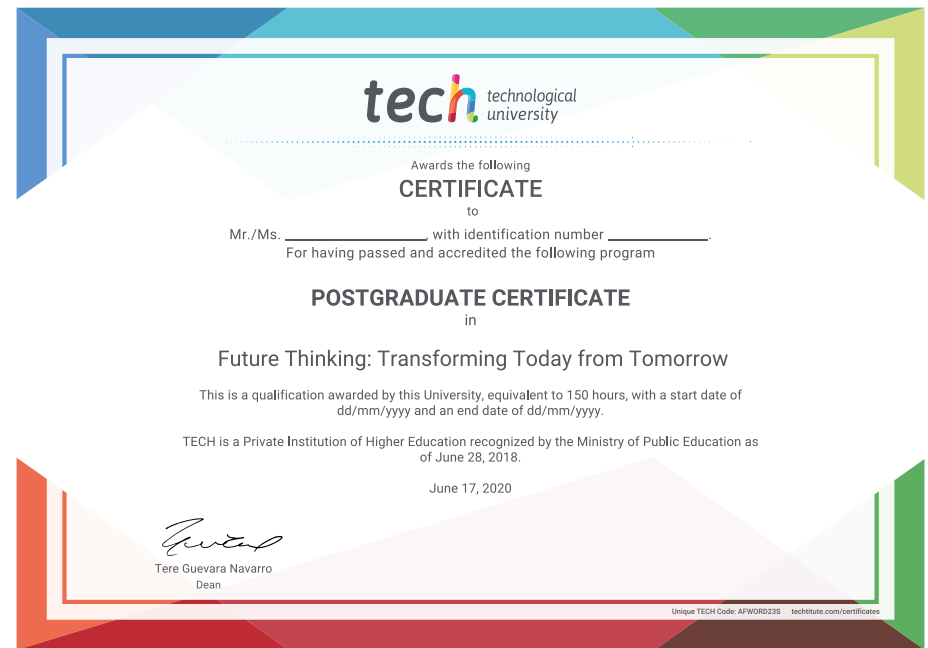 tech technological
university
Awards the following
CERTIFICATE
to
Mr./Ms. ____________, with identification number ____________.
For having passed and accredited the following program
POSTGRADUATE CERTIFICATE
in
Future Thinking: Transforming Today from Tomorrow
This is a qualification awarded by this University, equivalent to 150 hours, with a start date of
dd/mm/yyyy and an end date of dd/mm/yyyy.
TECH is a Private Institution of Higher Education recognized by the Ministry of Public Education as
of June 28, 2018.
June 17, 2020
Tere Guevara Navarro
Dean
Unique TECH Code: AFWORD23S techtitute.com/certificates